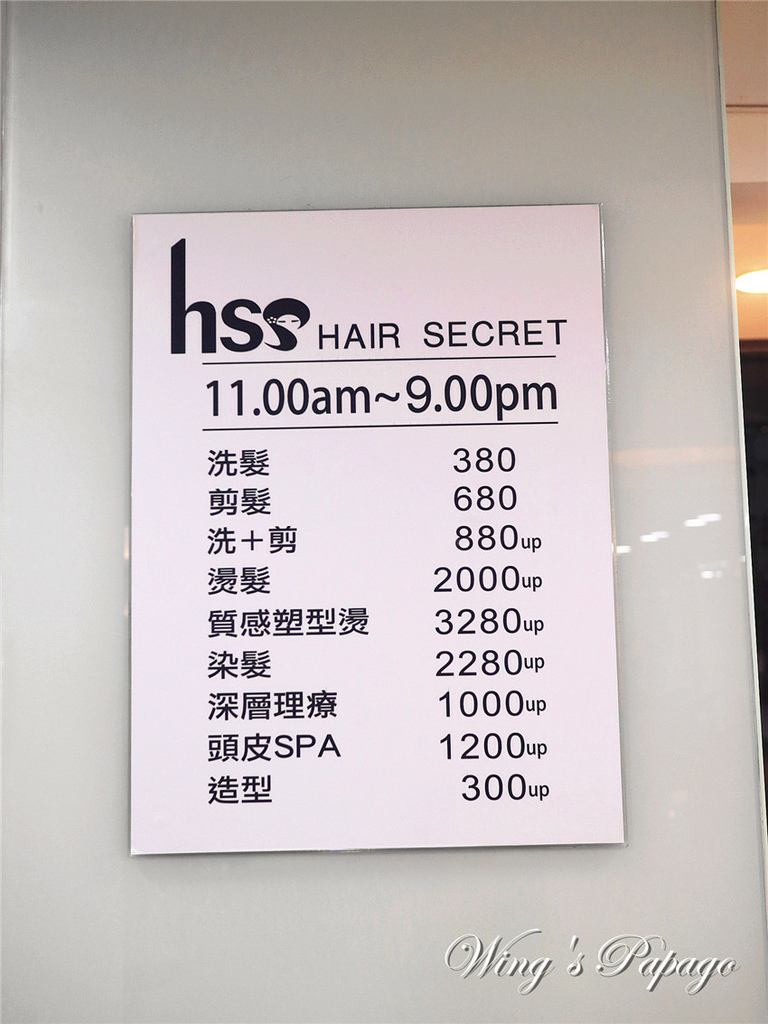 hss HAIR SECRET
11.00am~9.00pm
洗髮 380
剪髮 680
洗＋剪 880up
燙髮 2000up
質感塑型燙 3280up
染髮 2280up
深層理療 1000up
頭皮SPA 1200up
造型 300up
Wing's Papago